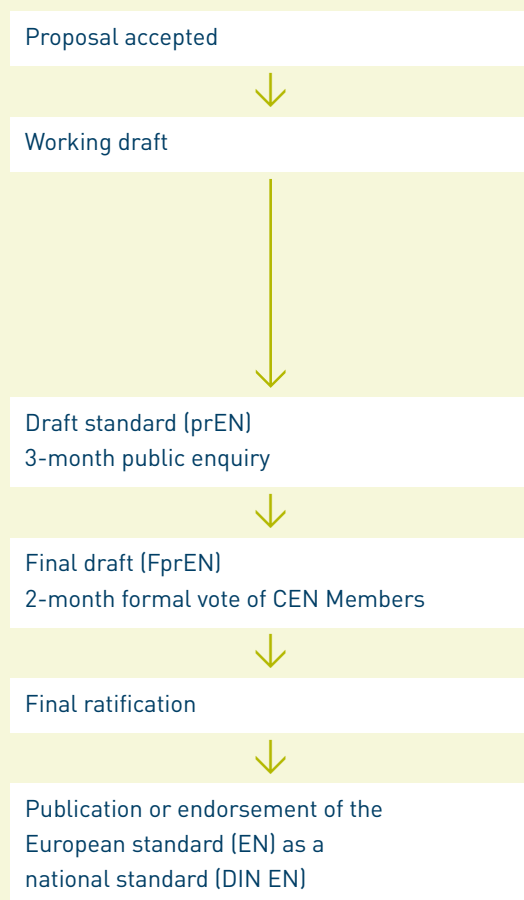 Proposal accepted
Working draft
Draft standard (prEN)
3-month public enquiry
Final draft (FprEN)
2-month formal vote of CEN Members
Final ratification
Publication or endorsement of the
European standard (EN) as a
national standard (DIN EN)